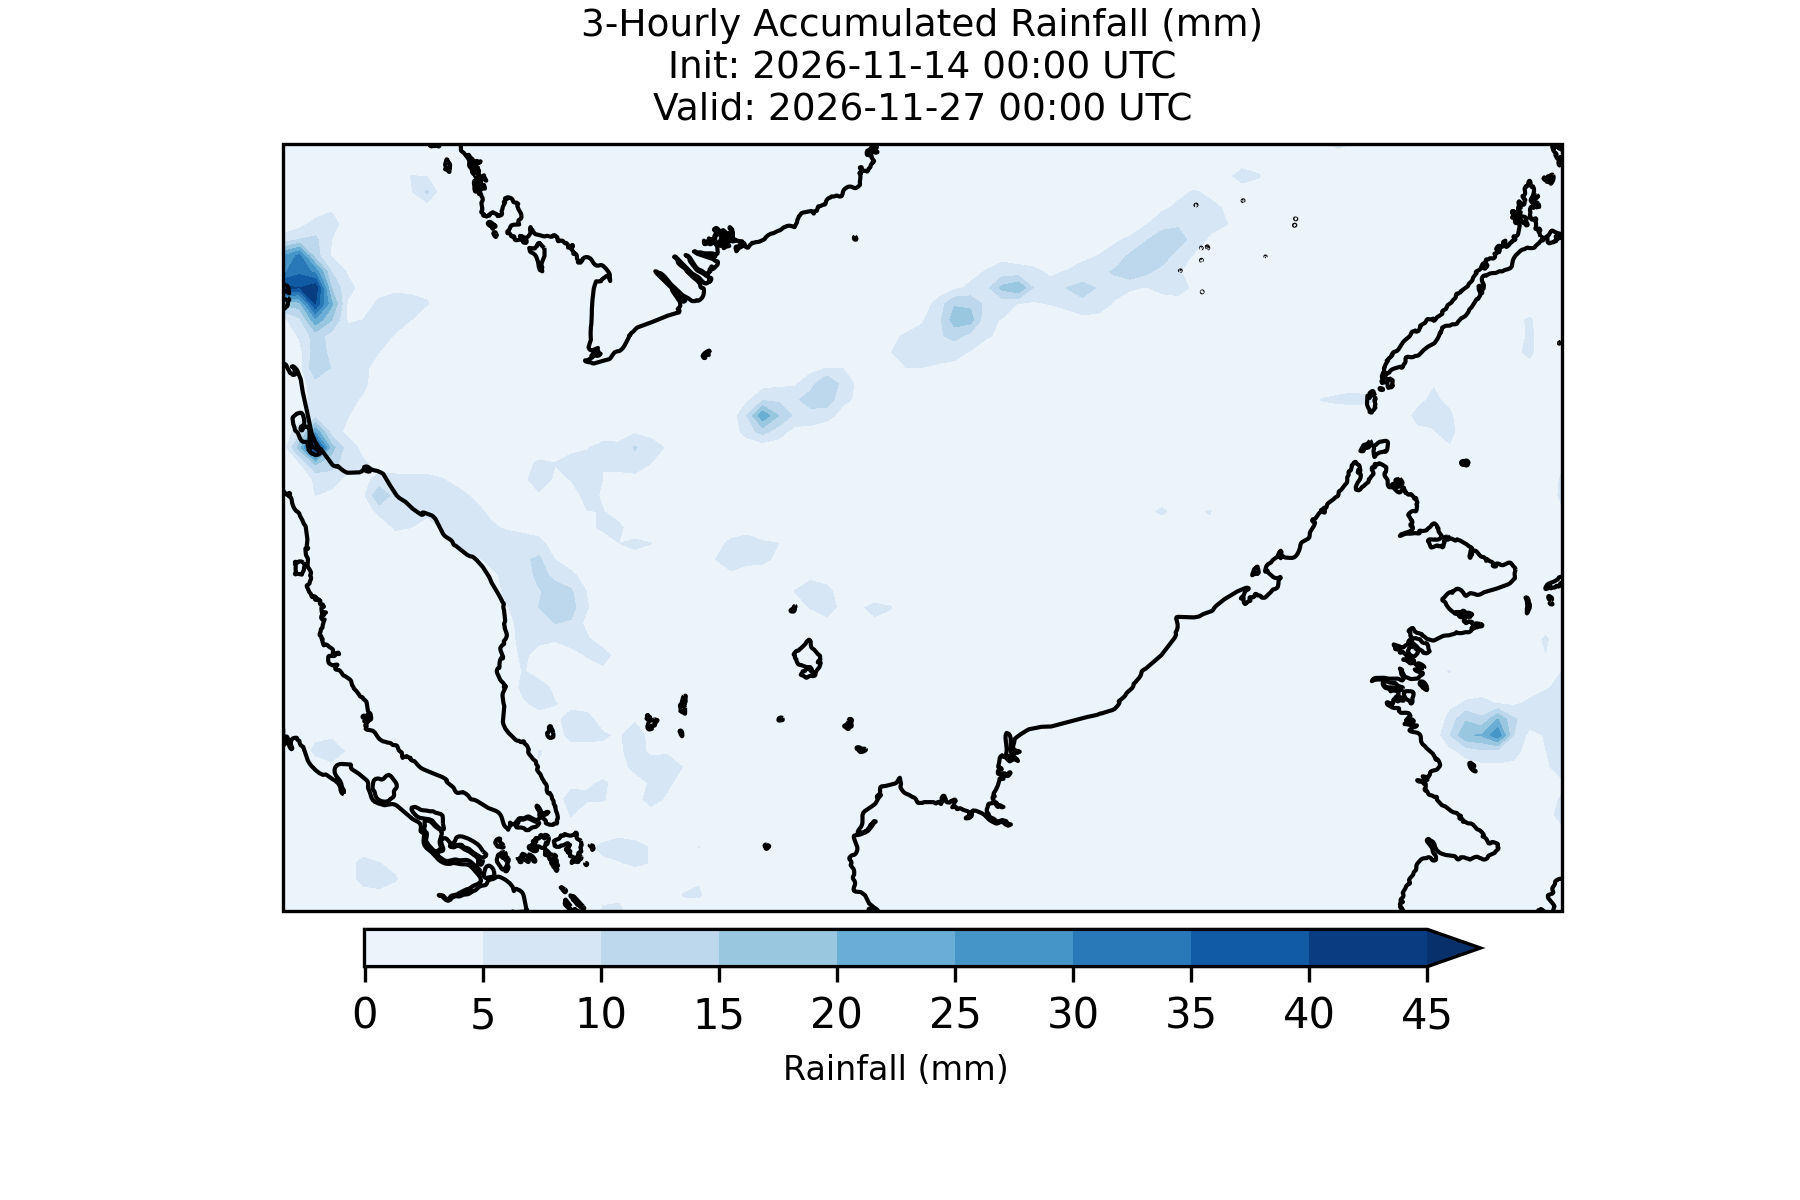 3-Hourly Accumulated Rainfall (mm)
Init: 2026-11-14 00:00 UTC
Valid: 2026-11-27 00:00 UTC
0 5 10 15 20 25 30 35 40 45
Rainfall (mm)